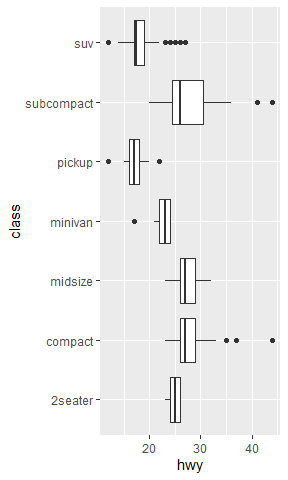 suv
subcompact
pickup
minivan
midsize
compact
2seater
class
20 30 40
hwy